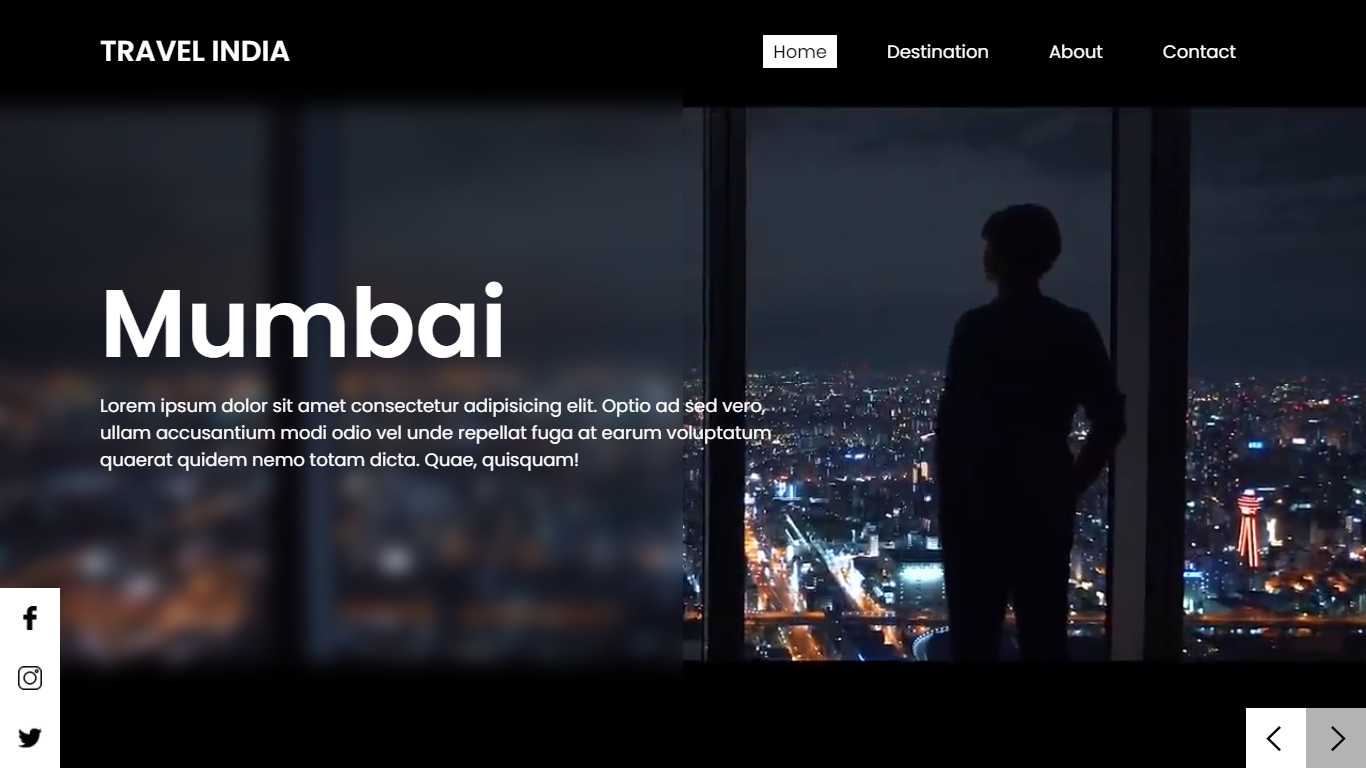 TRAVEL INDIA
Home Destination About Contact
Mumbai
Lorem ipsum dolor sit amet consectetur adipisicing elit. Optio ad sed vero,
ullam accusantium modi odio vel unde repellat fuga at earum voluptatum
quaerat quidem nemo totam dicta. Quae, quisquam!